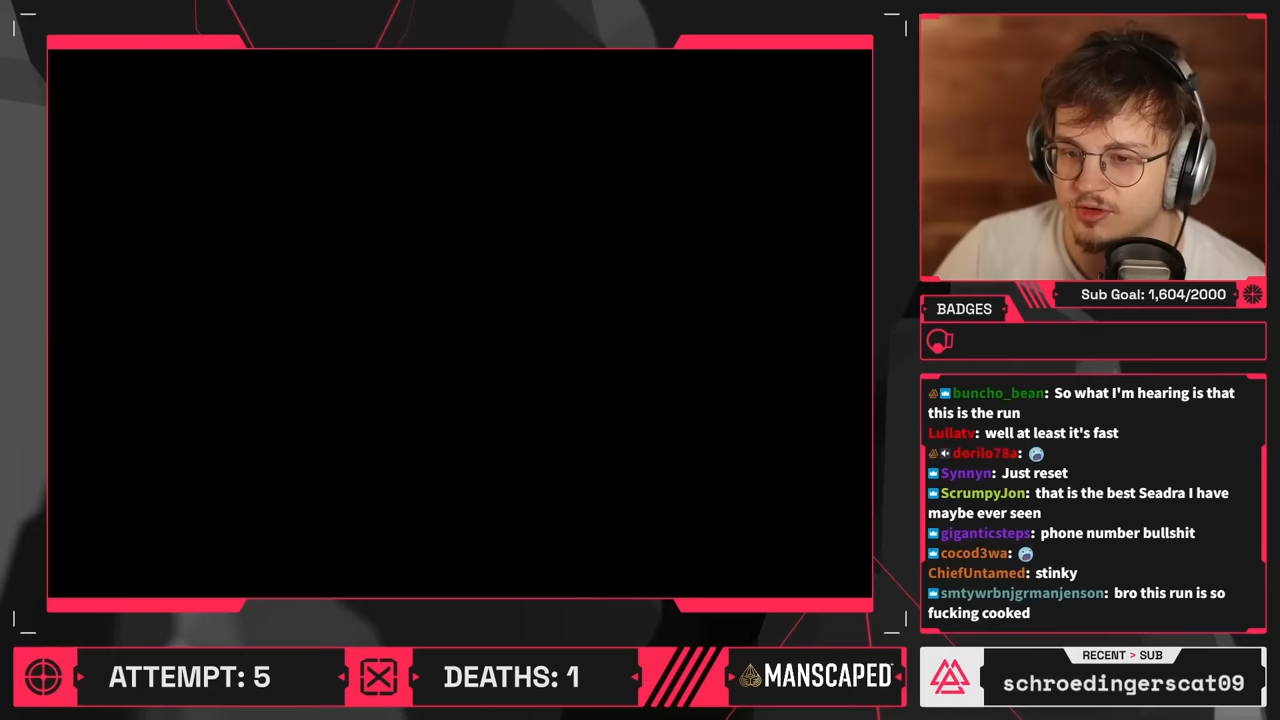 Sub Goal: 1,604/2000
BADGES
buncho_bean: So what I'm hearing is that
this is the run
Lullatv: well at least it's fast
dorilo78a:
Synnyn: Just reset
ScrumpyJon: that is the best Seadra I have
maybe ever seen
giganticsteps: phone number bullshit
cocod3wa:
ChiefUntamed: stinky
smtywrbnjgrmanjenson: bro this run is so
fucking cooked
ATTEMPT: 5
DEATHS: 1
MANSCAPED
RECENT > SUB
schroedingerscat09